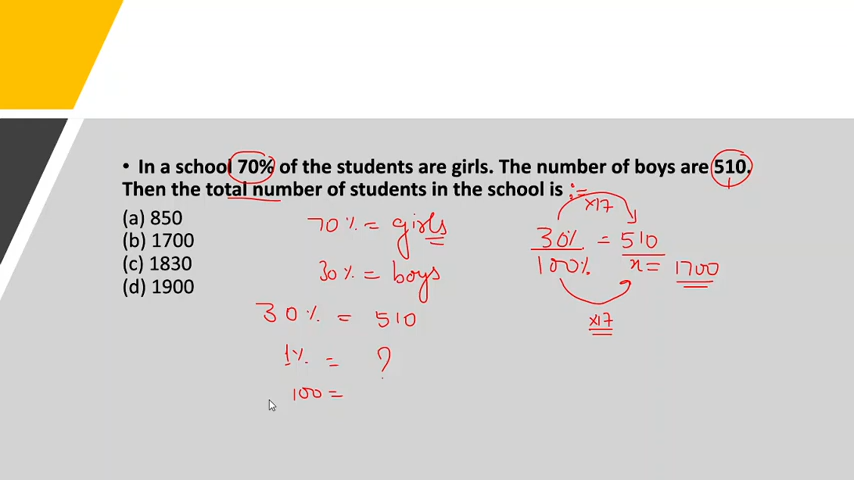 • In a school 70% of the students are girls. The number of boys are 510.
Then the total number of students in the school is :-
(a) 850
(b) 1700
(c) 1830
(d) 1900
70% = girls
30% = boys
30% = 510
1% = ?
100 =
×17
30% = 510
100% x = 1700
×17